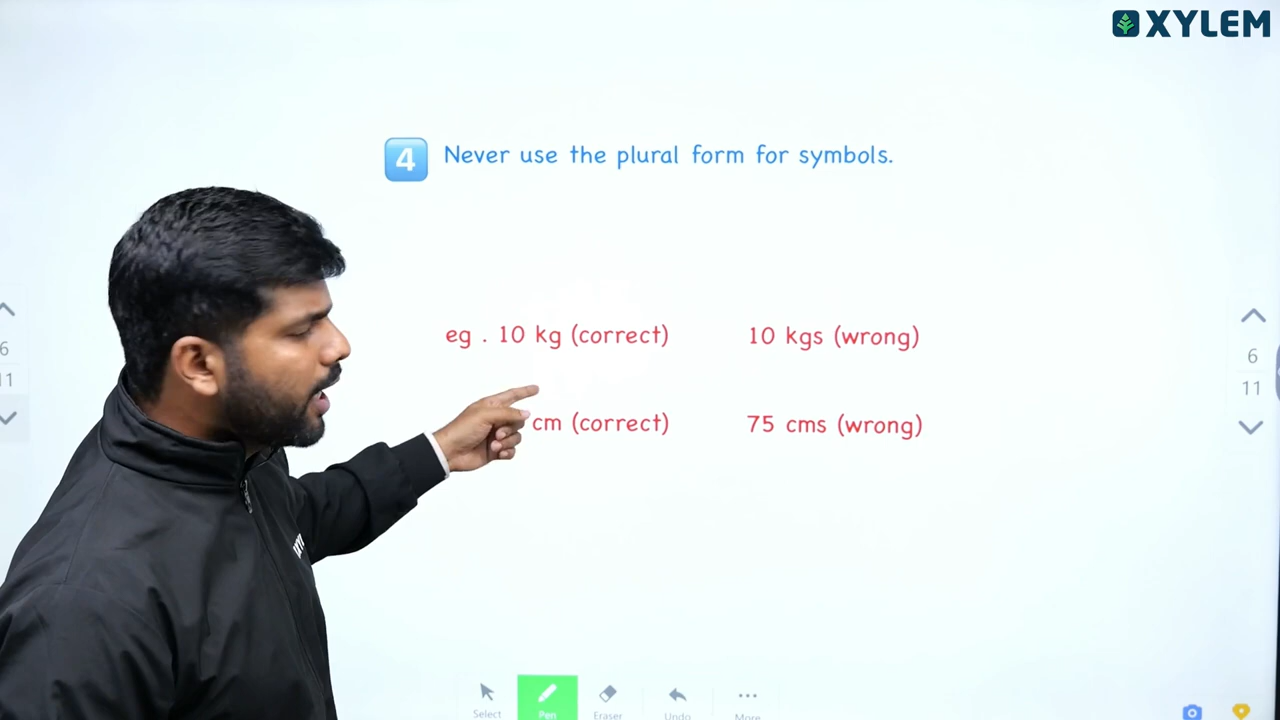 XYLEM
4 Never use the plural form for symbols.
eg . 10 kg (correct) 10 kgs (wrong)
cm (correct) 75 cms (wrong)
6
11
6
11
Select
Pen
Eraser
Undo
More